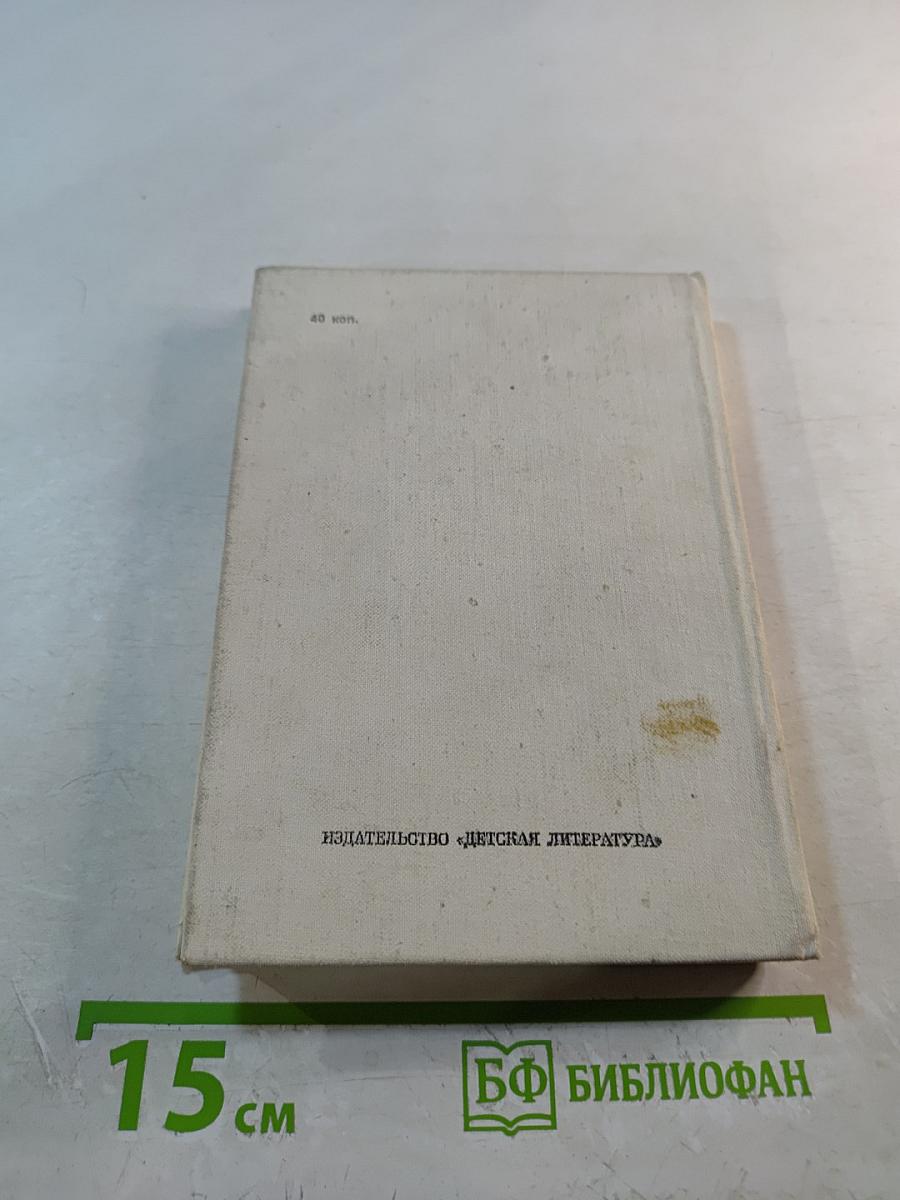 40 коп.
ИЗДАТЕЛЬСТВО «ДЕТСКАЯ ЛИТЕРАТУРА»
15 см
БФ БИБЛИОФАН